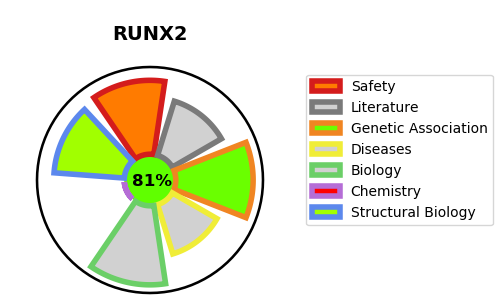 RUNX2
81%
Safety
Literature
Genetic Association
Diseases
Biology
Chemistry
Structural Biology